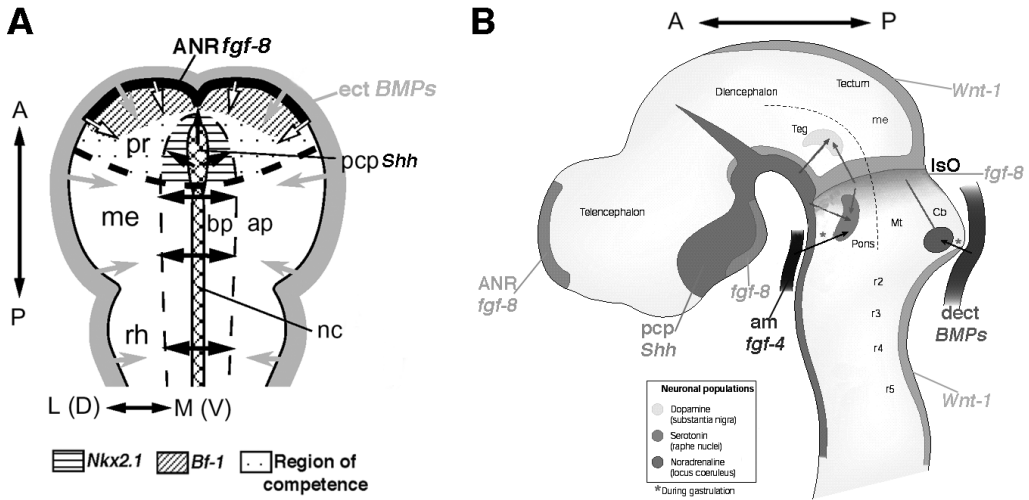 A
ANR fgf-8
ect BMPs
A
P
pr
pcp Shh
me
bp
ap
rh
nc
L (D)
M (V)
Nkx2.1
Bf-1
Region of
competence
B
A
P
Diencephalon
Tectum
Wnt-1
me
Teg
IsO
fgf-8
Telencephalon
Mt
Cb
*
Pons
*
ANR
fgf-8
fgf-8
pcp
Shh
am
fgf-4
r2
r3
r4
r5
dect
BMPs
Wnt-1
Neuronal populations
Dopamine
(substantia nigra)
Serotonin
(raphe nuclei)
Noradrenaline
(locus coeruleus)
*During gastrulation